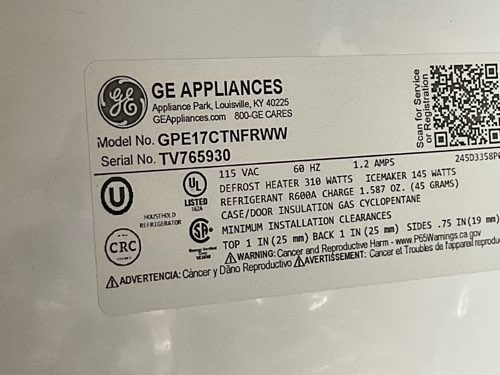 GE APPLIANCES
Appliance Park, Louisville, KY 40225
GEAppliances.com 800-GE CARES
Model No. GPE17CTNFRWW
Serial No. TV765930
Scan for Service
or Registration
115 VAC 60 HZ 1.2 AMPS
DEFROST HEATER 310 WATTS ICEMAKER 145 WATTS
REFRIGERANT R600A CHARGE 1.587 OZ. (45 GRAMS)
CASE/DOOR INSULATION GAS CYCLOPENTANE
MINIMUM INSTALLATION CLEARANCES
TOP 1 IN (25 mm) BACK 1 IN (25 mm) SIDES .75 IN (19 mm)
U
UL
LISTED
182A
HOUSEHOLD
REFRIGERATOR
CRC
⚠WARNING: Cancer and Reproductive Harm - www.P65Warnings.ca.gov
⚠ADVERTENCIA: Cáncer y Daño Reproductivo ⚠AVERTISSEMENT: Cancer et Troubles de l'appareil